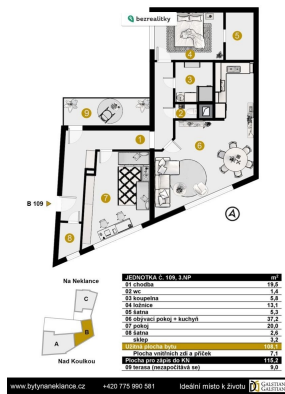 bezrealitky
5
4
3
2
9
1
6
7
B 109
8
A
Na Neklance
C
B
A
Nad Koulkou
JEDNOTKA č. 109, 3.NP m²
01 chodba 19,5
02 wc 1,4
03 koupelna 5,8
04 ložnice 13,1
05 šatna 5,3
06 obývací pokoj + kuchyň 37,2
07 pokoj 20,0
08 šatna 2,6
sklep 3,2
Užitná plocha bytu 108,1
Plocha vnitřních zdí a příček 7,1
Plocha pro zápis do KN 115,2
09 terasa (nezapočítává se) 9,0
www.bytynaneklance.cz +420 775 990 581 Ideální místo k životu GALSTIAN
GALSTIAN